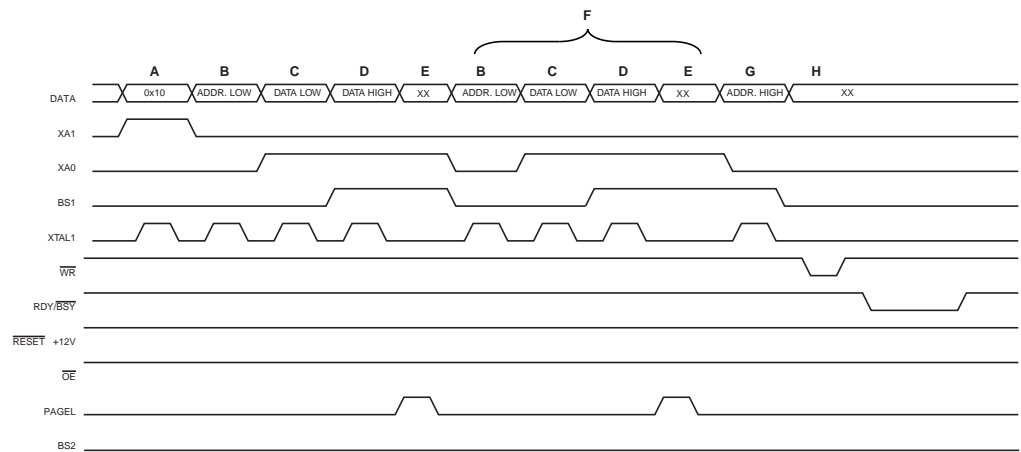 F
A B C D E B C D E G H
DATA 0x10 ADDR. LOW DATA LOW DATA HIGH XX ADDR. LOW DATA LOW DATA HIGH XX ADDR. HIGH XX
XA1
XA0
BS1
XTAL1
WR
RDY/BSY
RESET +12V
OE
PAGEL
BS2